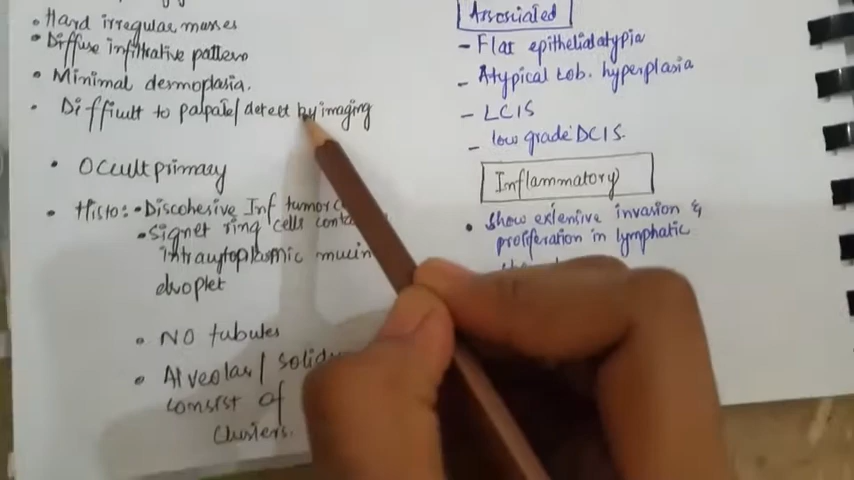 • Hard irregular masses
• Diffuse infiltrative pattern
• Minimal dermoplasia.
• Difficult to palpate/detect by imaging
• Occult primary
• Histo:- • Discohesive Inf tumor
• Signet ring cells
intracytoplasmic mucin
droplet
• NO tubules
• Alveolar / solid
consist of
Clusters.
Associated
- Flat epithelial atypia
- Atypical lob. hyperplasia
- LCIS
- low grade DCIS.
Inflammatory
• show extensive invasion &
proliferation in lymphatic